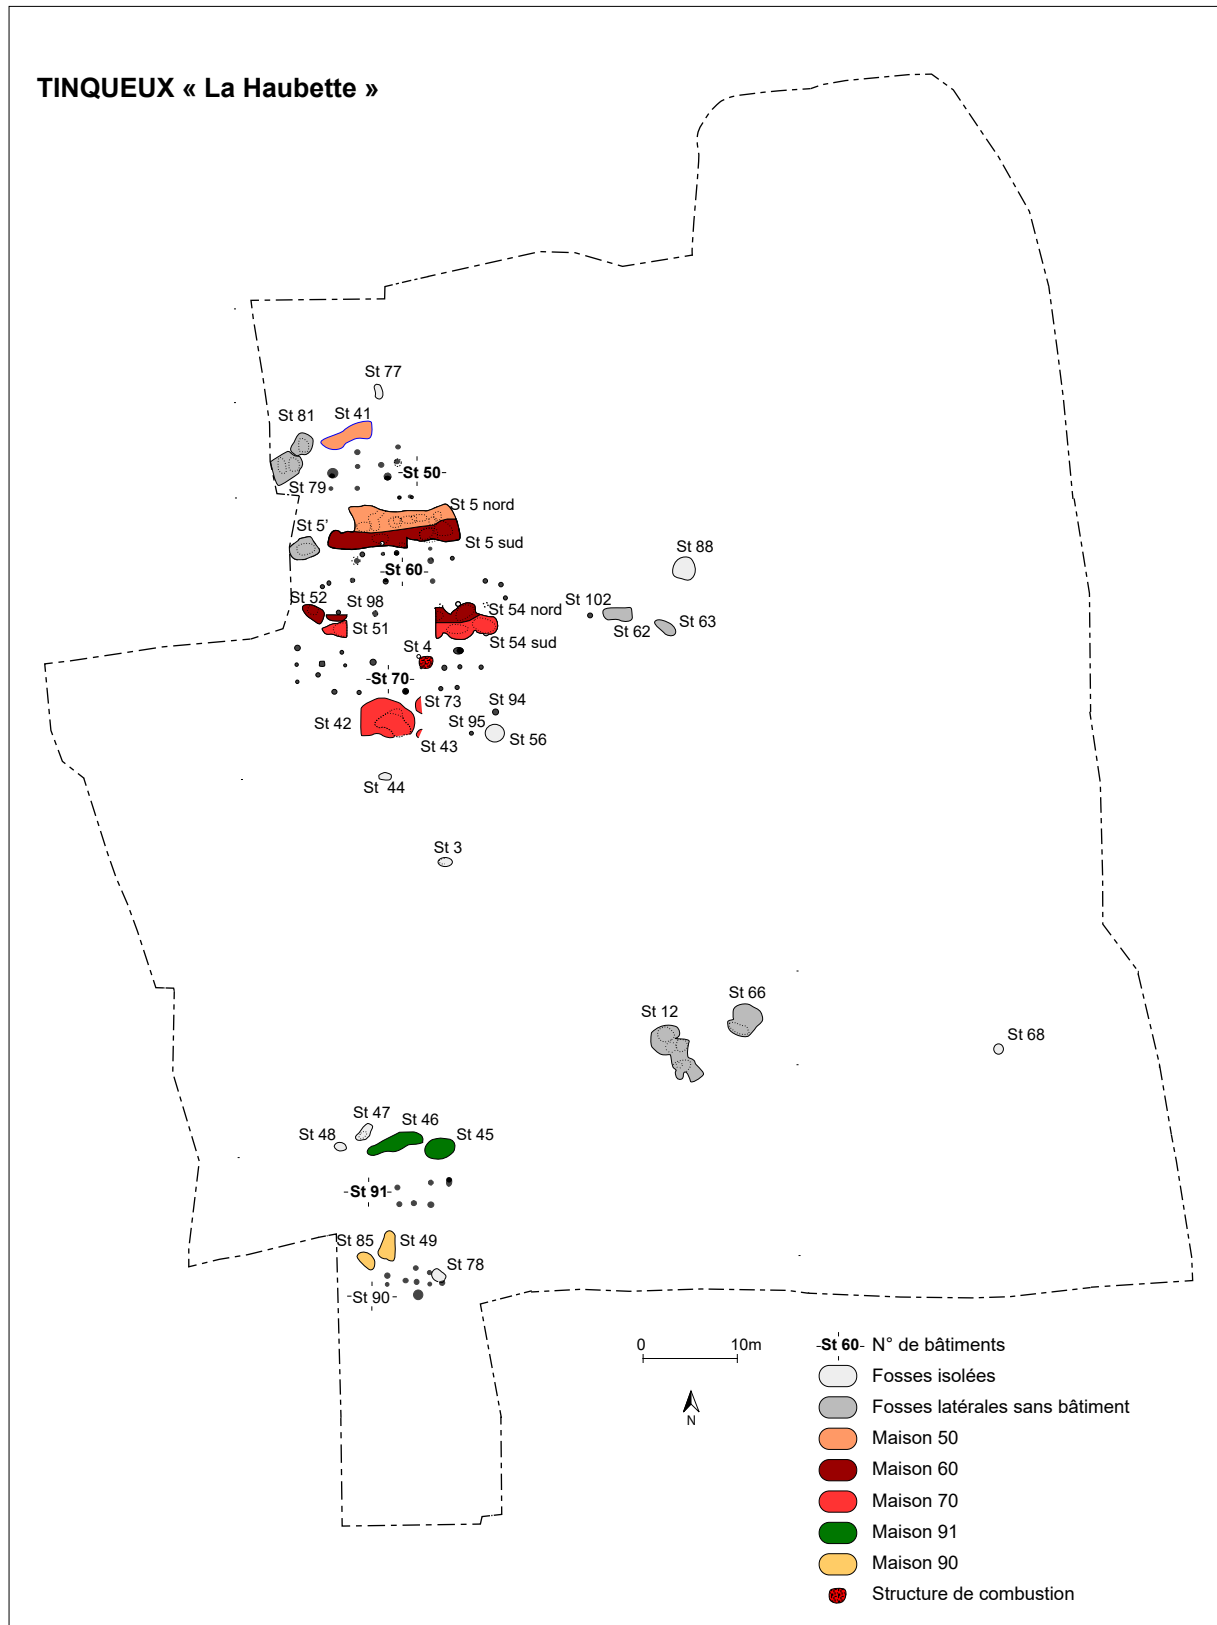 TINQUEUX « La Haubette »
St 77
St 81
St 41
St 50
St 79
St 5 nord
St 5'
St 5 sud
St 88
St 60
St 52
St 98
St 54 nord
St 102
St 51
St 62
St 63
St 54 sud
St 4
St 70
St 73
St 94
St 42
St 95
St 43
St 56
St 44
St 3
St 66
St 12
St 68
St 47
St 46
St 48
St 45
St 91
St 85
St 49
St 78
St 90
0 10m
N
St 60 N° de bâtiments
Fosses isolées
Fosses latérales sans bâtiment
Maison 50
Maison 60
Maison 70
Maison 91
Maison 90
Structure de combustion